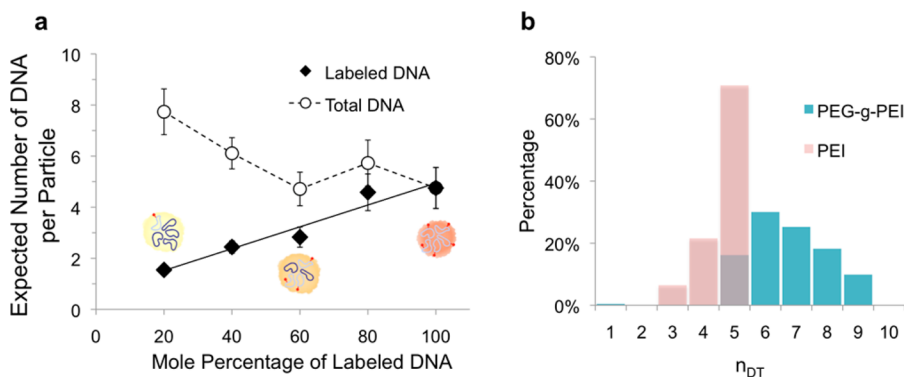 a
Expected Number of DNA
per Particle
10
8
6
4
2
0
Labeled DNA
Total DNA
0 20 40 60 80 100
Mole Percentage of Labeled DNA
b
Percentage
80%
60%
40%
20%
0%
PEG-g-PEI
PEI
1 2 3 4 5 6 7 8 9 10
nDT